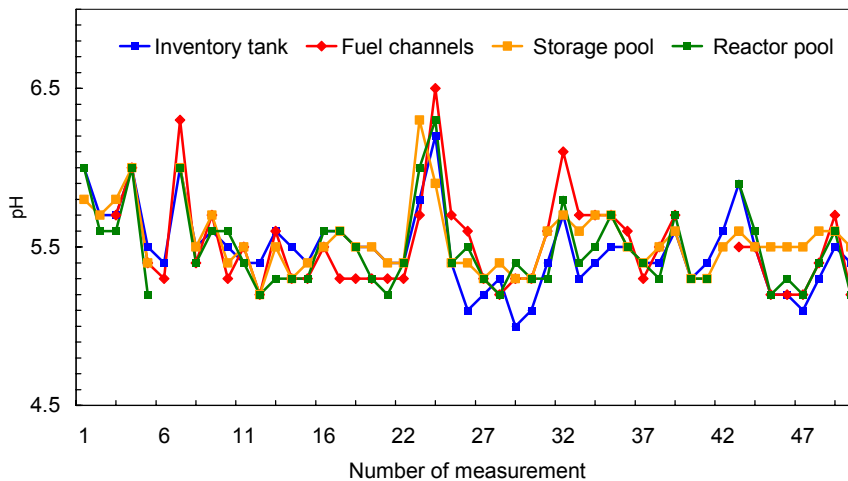 Inventory tank Fuel channels Storage pool Reactor pool
6.5
pH
5.5
4.5
1 6 11 16 22 27 32 37 42 47
Number of measurement